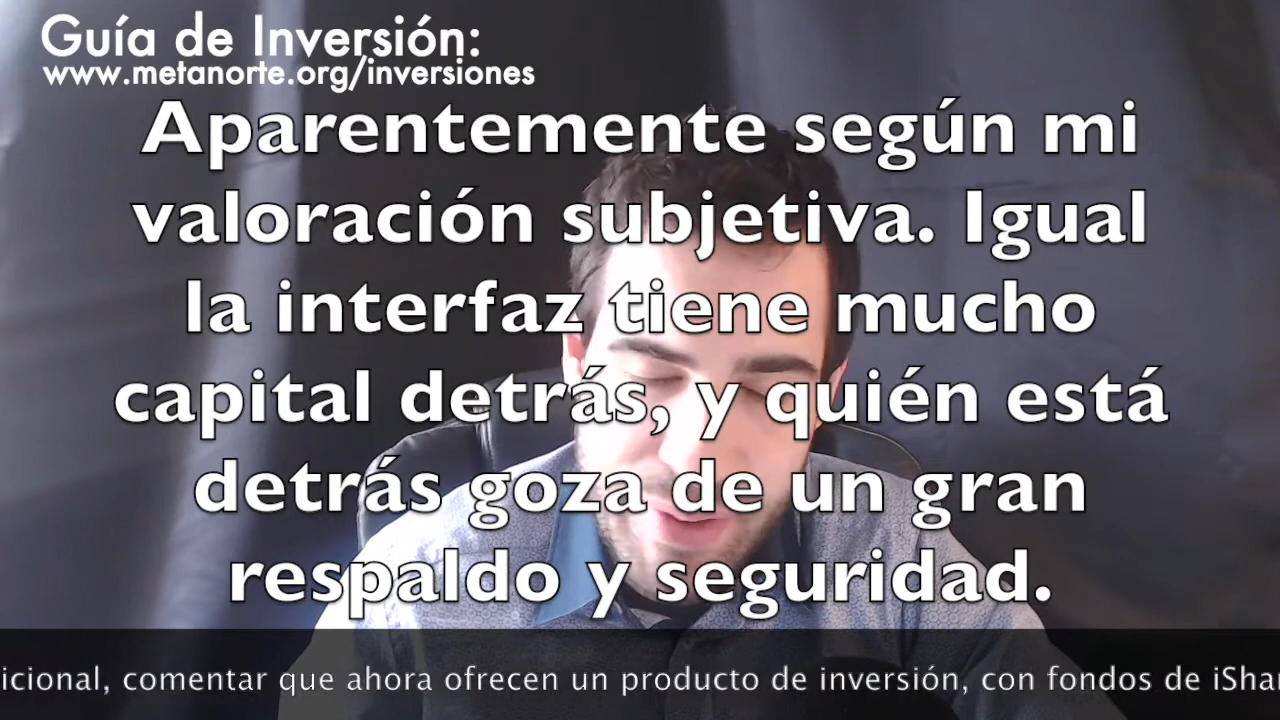 Guía de Inversión:
www.metanorte.org/inversiones
Aparentemente según mi
valoración subjetiva. Igual
la interfaz tiene mucho
capital detrás, y quién está
detrás goza de un gran
respaldo y seguridad.
icional, comentar que ahora ofrecen un producto de inversión, con fondos de iShar